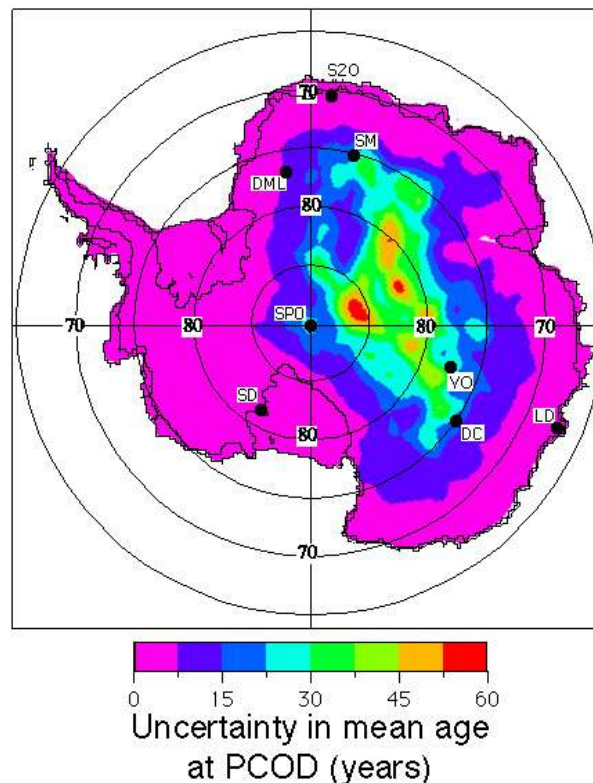 S20
70
SM
DML
80
SPO
70
80
80
70
VO
SD
DC
LD
80
70
0 15 30 45 60
Uncertainty in mean age
at PCOD (years)